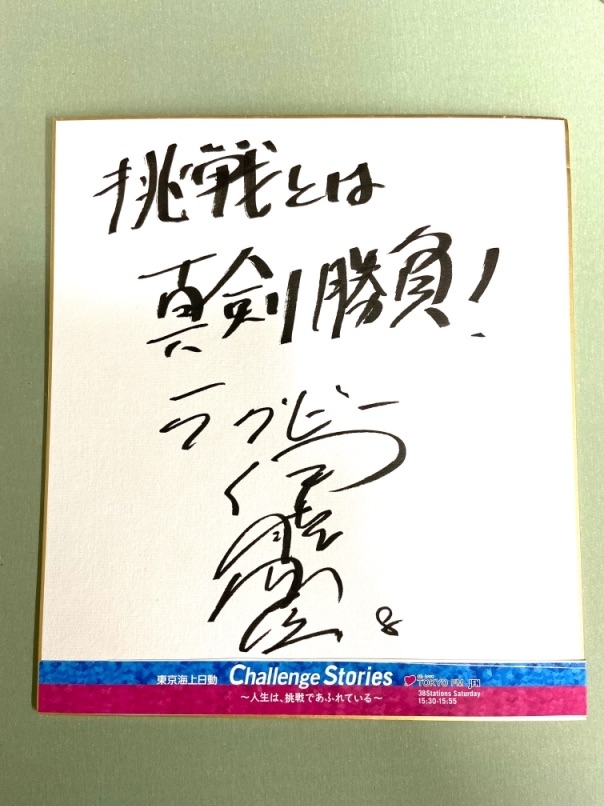 挑戦とは
真剣勝負!
ラグビー
8
東京海上日動 Challenge Stories
〜人生は、挑戦であふれている〜
TOKYO FM JFN
38Stations Saturday
15:30-15:55